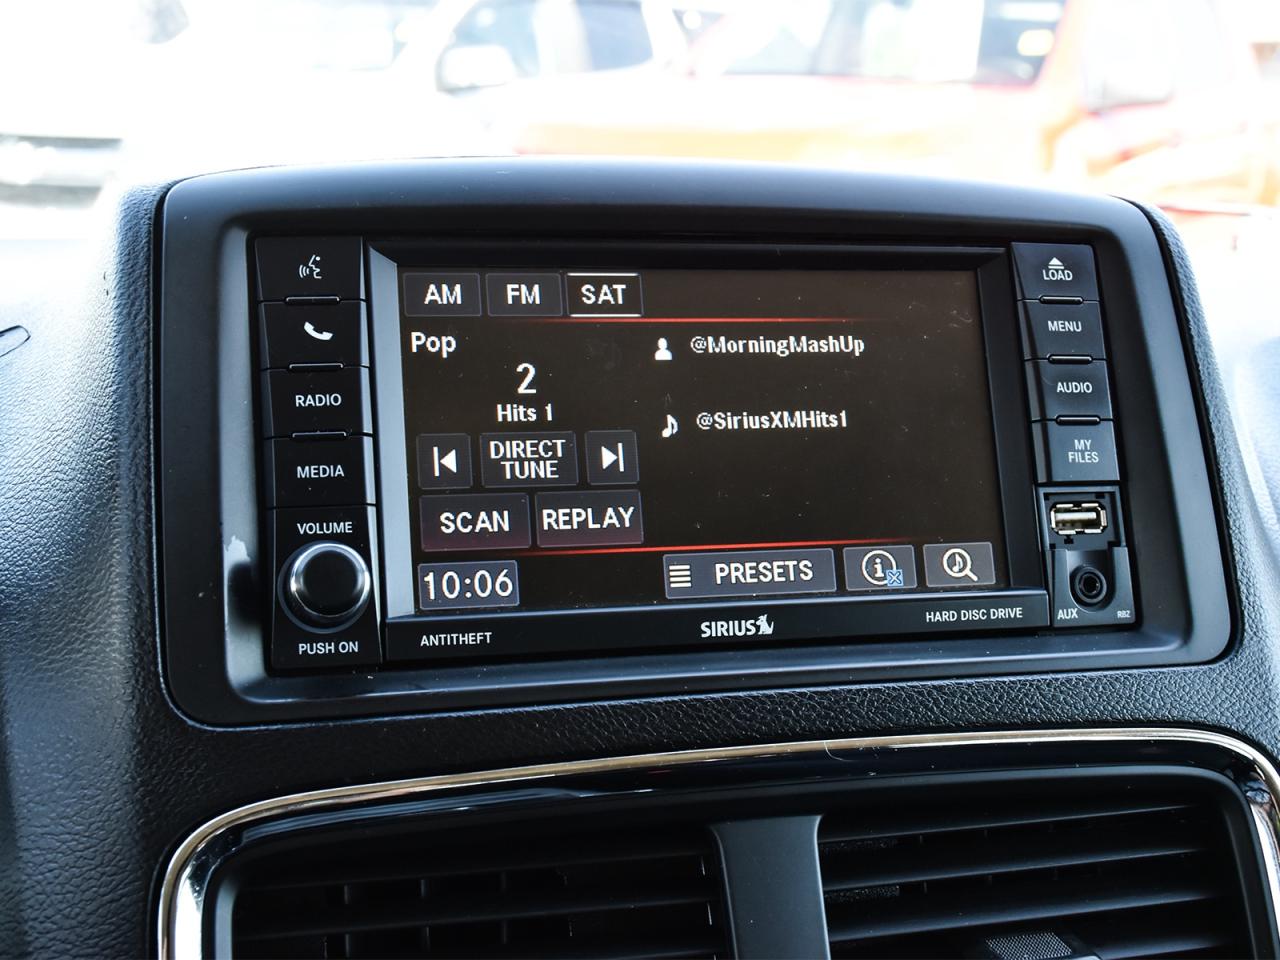 AM FM SAT
Pop
2
Hits 1
DIRECT
TUNE
SCAN REPLAY
10:06
@MorningMashUp
@SiriusXMHits1
PRESETS
RADIO
MEDIA
VOLUME
PUSH ON
ANTITHEFT
SIRIUS
HARD DISC DRIVE
LOAD
MENU
AUDIO
MY
FILES
AUX
RBZ